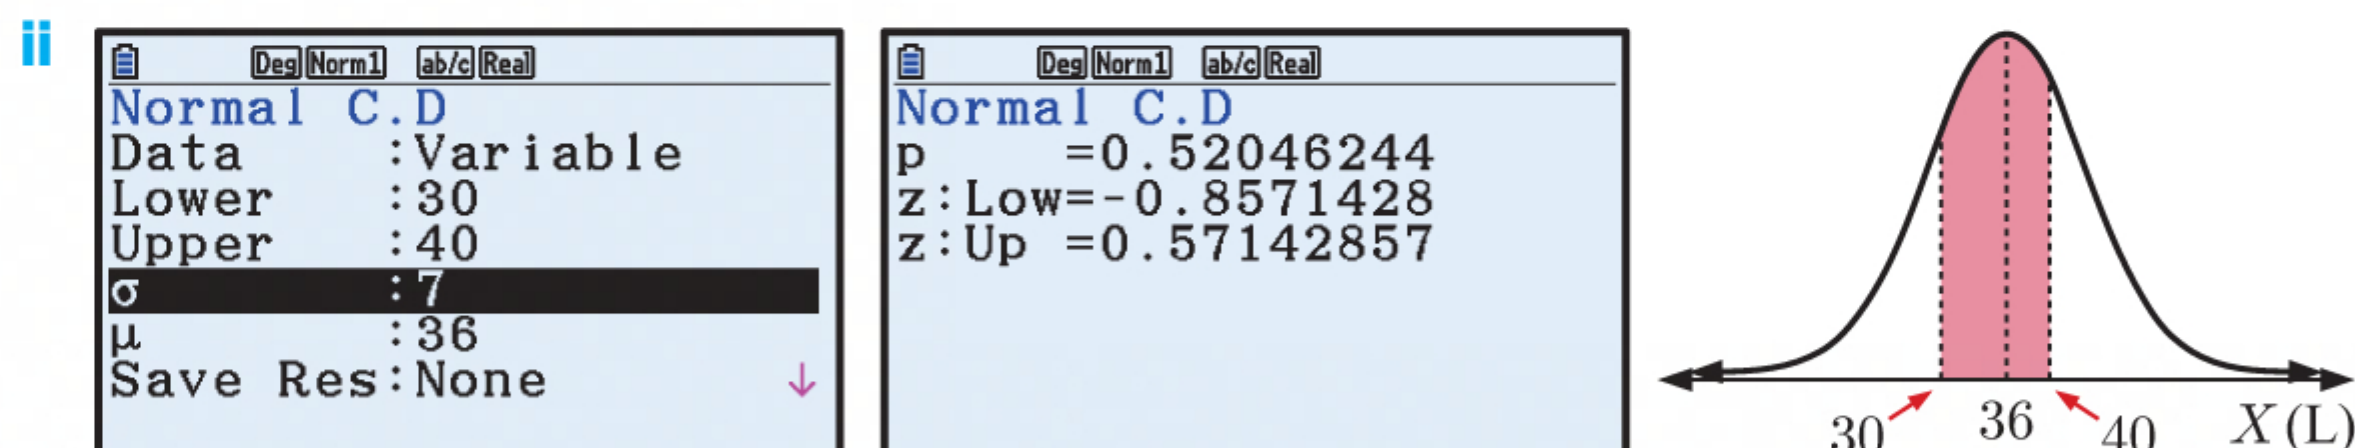 ii
Deg Norm1 ab/c Real
Normal C.D
Data :Variable
Lower :30
Upper :40
σ :7
μ :36
Save Res:None ↓
Deg Norm1 ab/c Real
Normal C.D
p =0.52046244
z:Low=-0.8571428
z:Up =0.57142857
30 36 40 X (L)